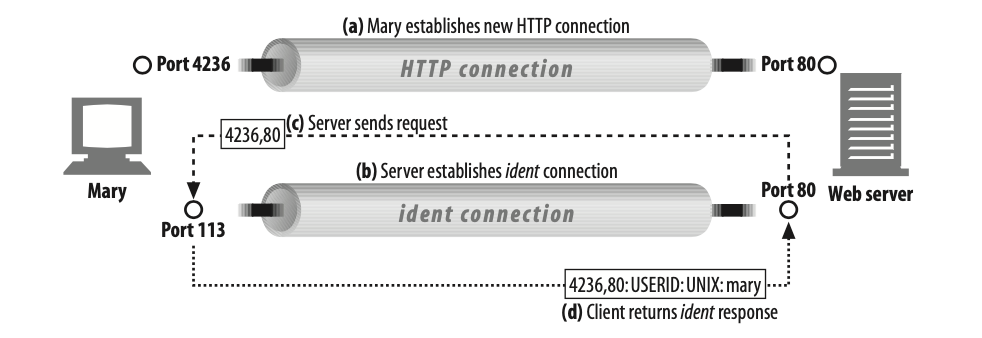 (a) Mary establishes new HTTP connection
Port 4236
HTTP connection
Port 80
4236,80
(c) Server sends request
Mary
(b) Server establishes ident connection
Port 80
Web server
Port 113
ident connection
4236,80: USERID: UNIX: mary
(d) Client returns ident response